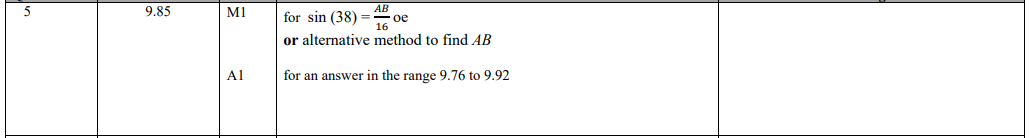 5 9.85 M1 for sin (38) = AB/16 oe
or alternative method to find AB
A1 for an answer in the range 9.76 to 9.92